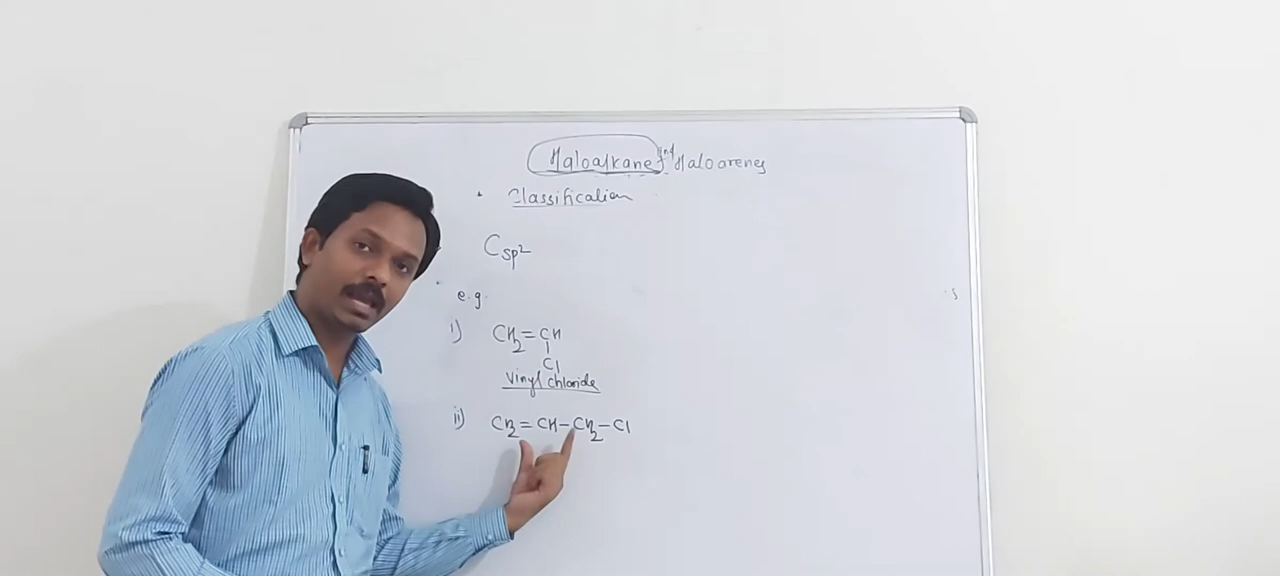 Haloalkanes and Haloarenes
* Classification
Csp²
e.g.
i) CH₂=CH
|
Cl
Vinyl chloride
ii) CH₂=CH-CH₂-Cl